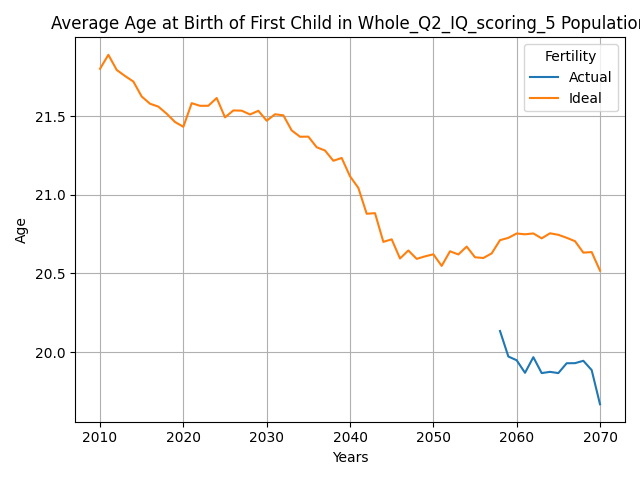 Average Age at Birth of First Child in Whole_Q2_IQ_scoring_5 Population
Fertility
Actual
Ideal
21.5
21.0
20.5
20.0
Age
2010 2020 2030 2040 2050 2060 2070
Years